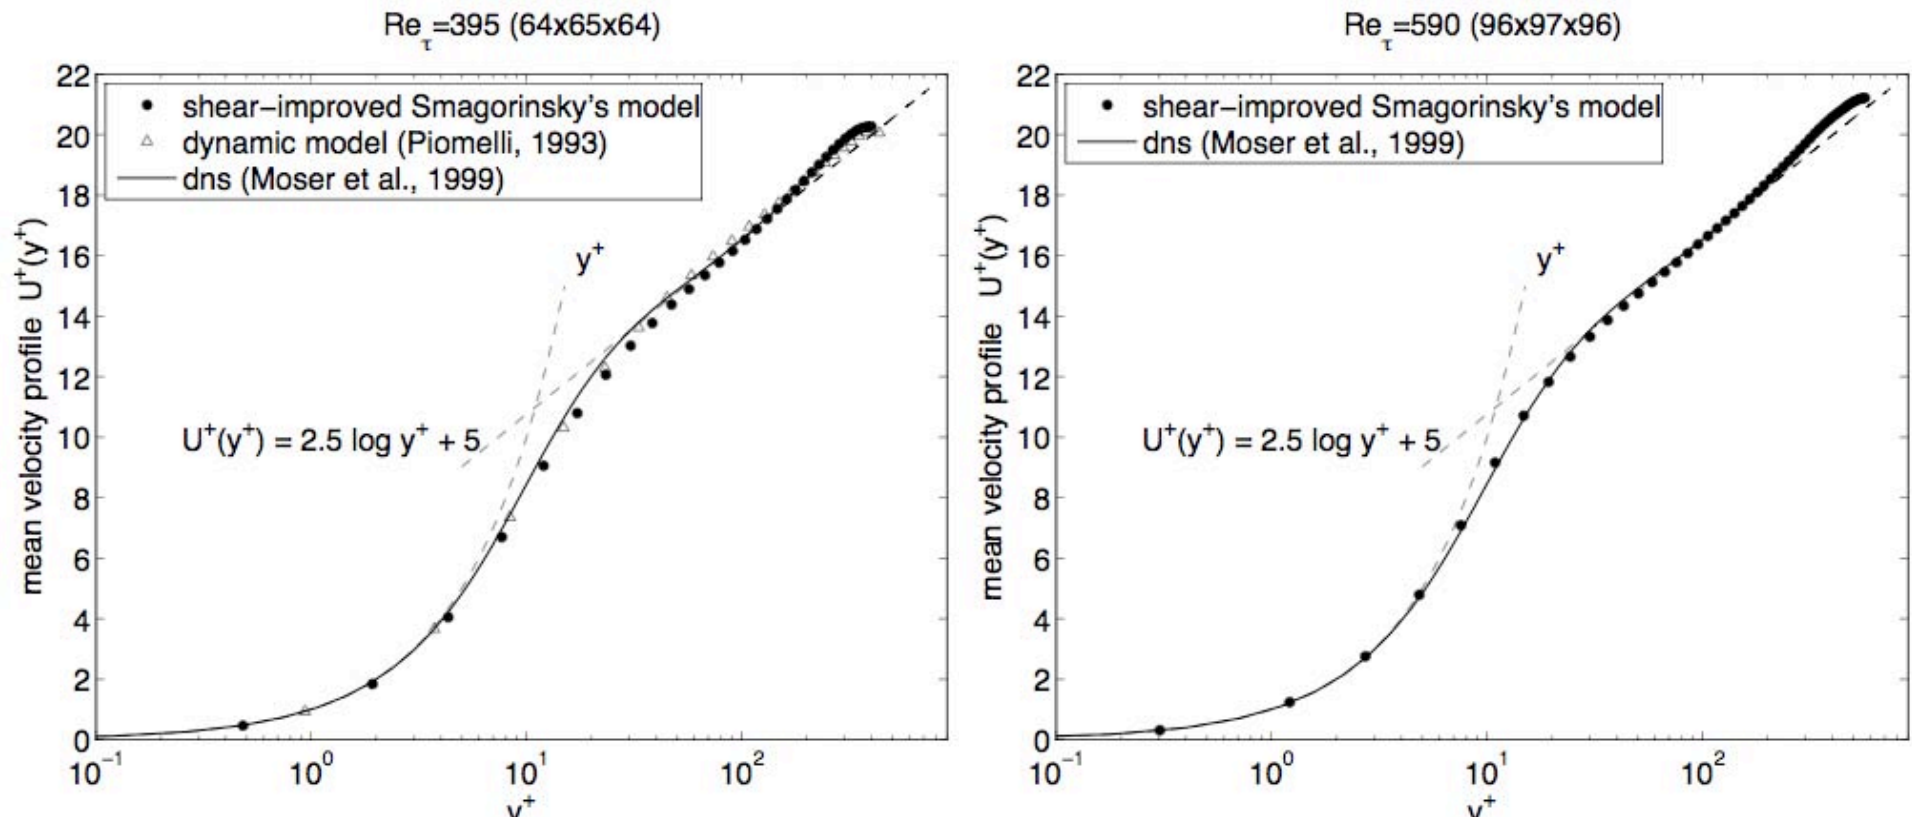 Re_τ=395 (64x65x64)
22
20
18
16
14
12
10
8
6
4
2
0
mean velocity profile U⁺(y⁺)
shear−improved Smagorinsky's model
dynamic model (Piomelli, 1993)
dns (Moser et al., 1999)
y⁺
U⁺(y⁺) = 2.5 log y⁺ + 5
10⁻¹ 10⁰ 10¹ 10²
y⁺
Re_τ=590 (96x97x96)
22
20
18
16
14
12
10
8
6
4
2
0
mean velocity profile U⁺(y⁺)
shear−improved Smagorinsky's model
dns (Moser et al., 1999)
y⁺
U⁺(y⁺) = 2.5 log y⁺ + 5
10⁻¹ 10⁰ 10¹ 10²
y⁺